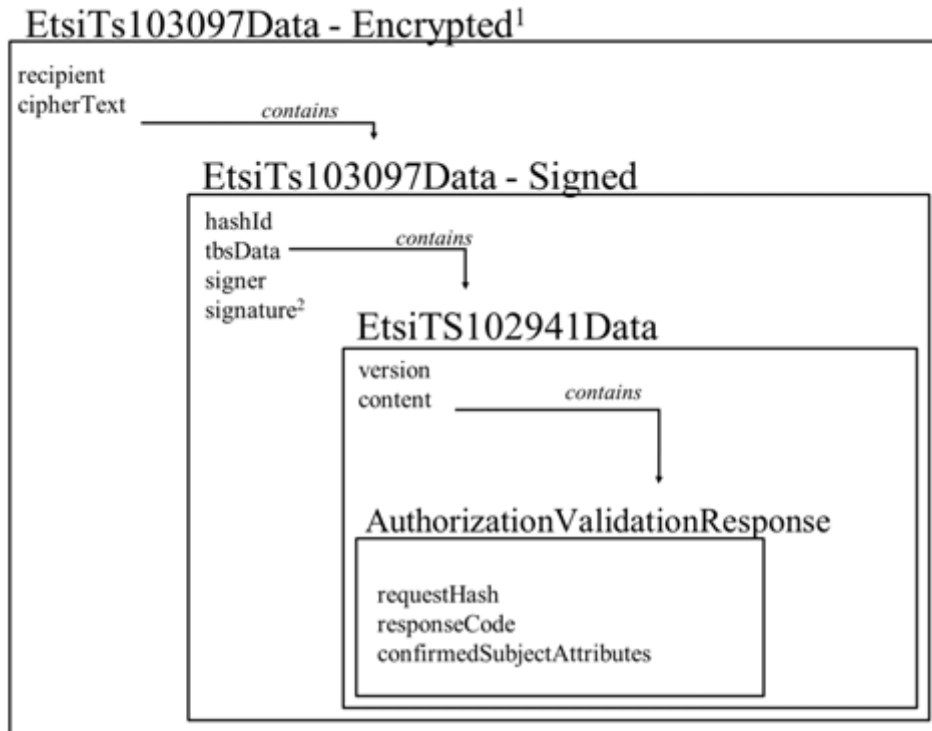 EtsiTs103097Data - Encrypted¹
recipient
cipherText
contains
EtsiTs103097Data - Signed
hashId
tbsData
contains
signer
signature²
EtsiTS102941Data
version
content
contains
AuthorizationValidationResponse
requestHash
responseCode
confirmedSubjectAttributes